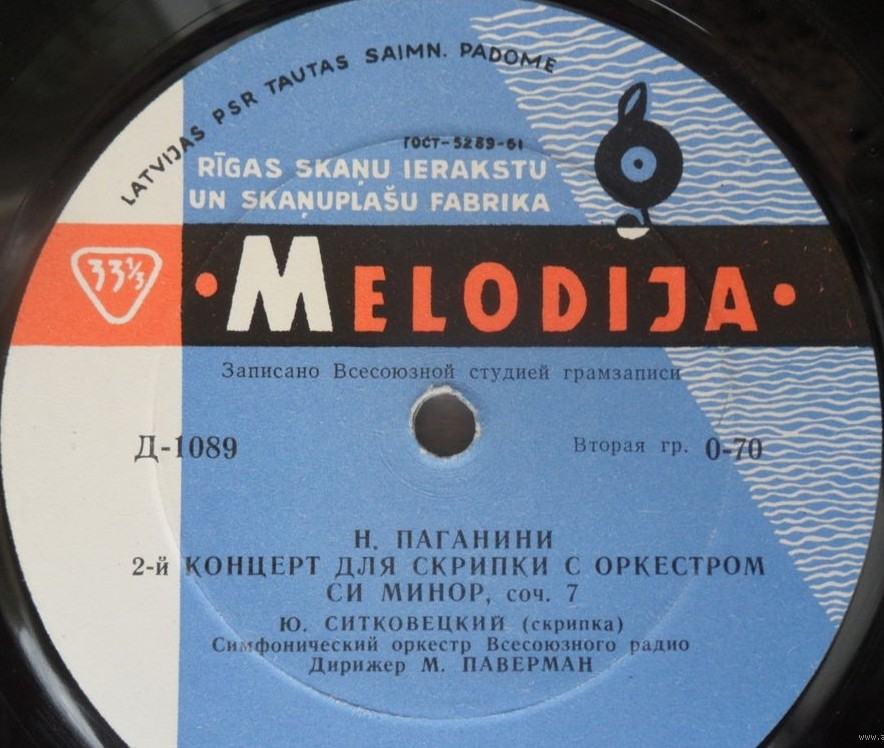 LATVIJAS PSR TAUTAS SAIMN. PADOME
ГОСТ-5289-61
RĪGAS SKAŅU IERAKSTU
UN SKAŅUPLAŠU FABRIKA
33⅓
• MELODIJA •
Записано Всесоюзной студией грамзаписи
Д-1089
Вторая гр. 0-70
Н. ПАГАНИНИ
2-й КОНЦЕРТ ДЛЯ СКРИПКИ С ОРКЕСТРОМ
СИ МИНОР, соч. 7
Ю. СИТКОВЕЦКИЙ (скрипка)
Симфонический оркестр Всесоюзного радио
Дирижер М. ПАВЕРМАН